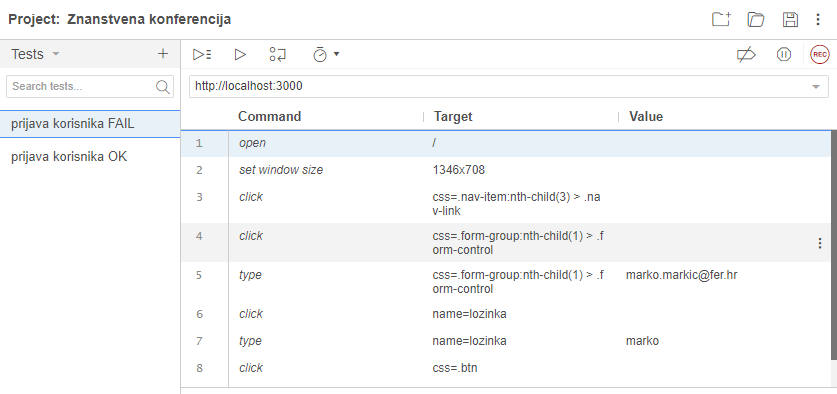 Project: Znanstvena konferencija
Tests
Search tests...
prijava korisnika FAIL
prijava korisnika OK
REC
http://localhost:3000
Command Target Value
1 open /
2 set window size 1346x708
3 click css=.nav-item:nth-child(3) > .na
v-link
4 click css=.form-group:nth-child(1) > .f
orm-control
5 type css=.form-group:nth-child(1) > .f marko.markic@fer.hr
orm-control
6 click name=lozinka
7 type name=lozinka marko
8 click css=.btn